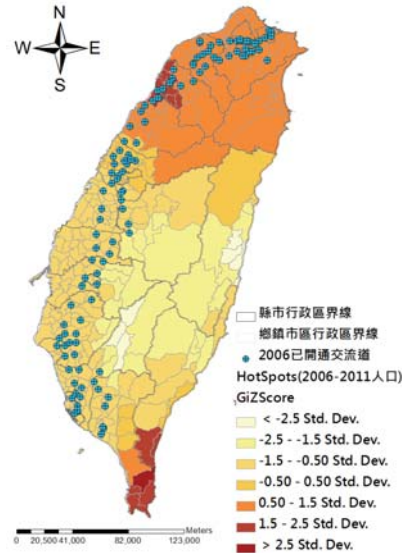 N
W E
S
縣市行政區界線
鄉鎮市區行政區界線
2006已開通交流道
HotSpots(2006-2011人口)
GiZScore
< -2.5 Std. Dev.
-2.5 - -1.5 Std. Dev.
-1.5 - -0.50 Std. Dev.
-0.50 - 0.50 Std. Dev.
0.50 - 1.5 Std. Dev.
1.5 - 2.5 Std. Dev.
> 2.5 Std. Dev.
Meters
0 20,500 41,000 82,000 123,000